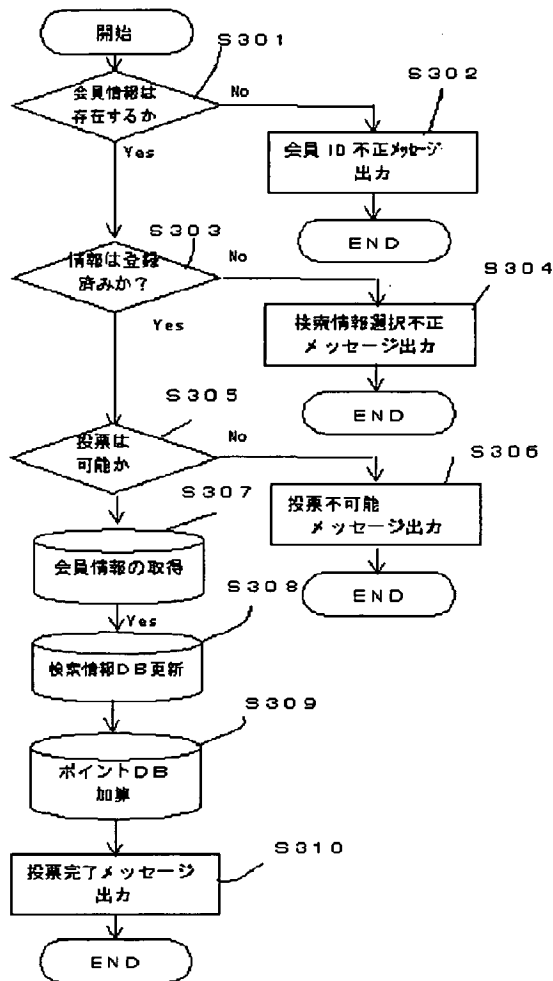 開始
S301
会員情報は
存在するか
No
S302
会員ID不正メッセージ
出力
Yes
END
S303
情報は登録
済みか？
No
S304
検索情報選択不正
メッセージ出力
Yes
END
S305
投票は
可能か
No
S306
投票不可能
メッセージ出力
S307
会員情報の取得
END
Yes
S308
検索情報DB更新
S309
ポイントDB
加算
S310
投票完了メッセージ
出力
END